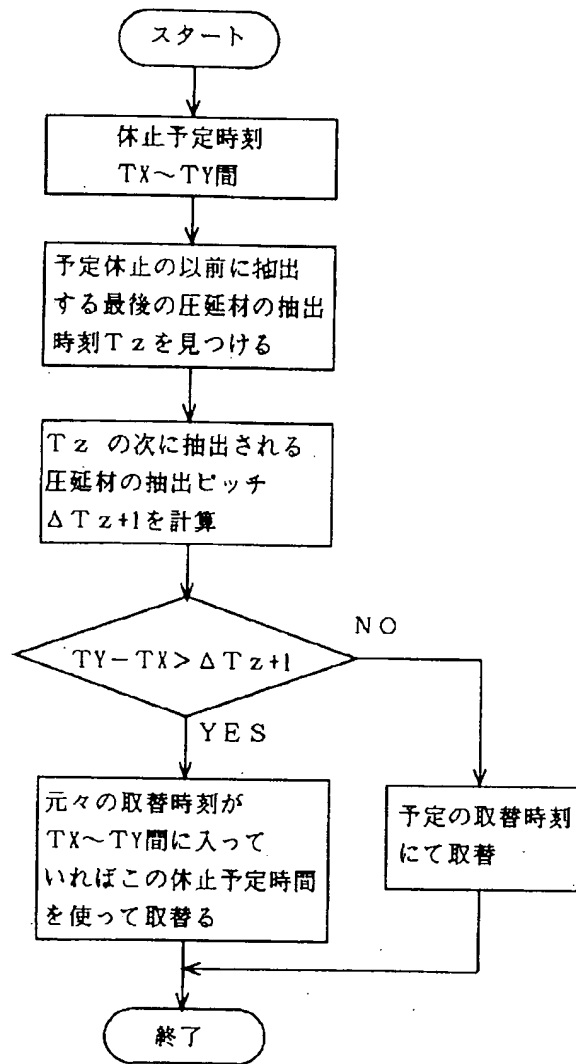 スタート
休止予定時刻
TX～TY間
予定休止の以前に抽出
する最後の圧延材の抽出
時刻Tzを見つける
Tz の次に抽出される
圧延材の抽出ピッチ
ΔTz+1を計算
TY－TX＞ΔTz+1
NO
YES
元々の取替時刻が
TX～TY間に入って
いればこの休止予定時間
を使って取替る
予定の取替時刻
にて取替
終了